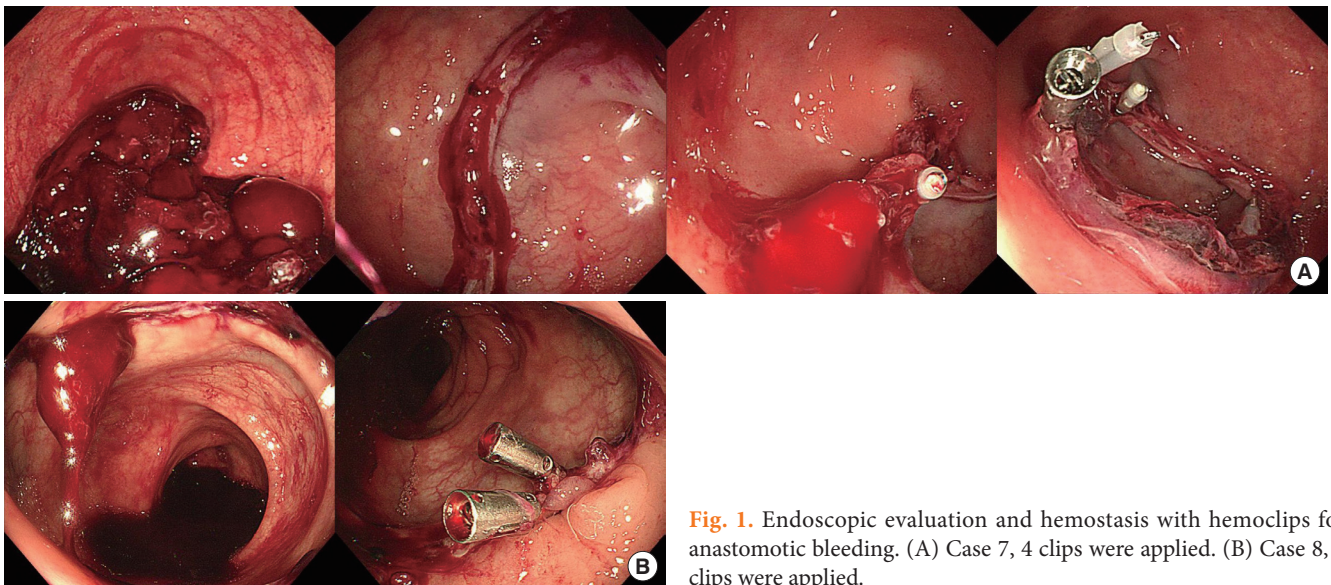 A
B
Fig. 1. Endoscopic evaluation and hemostasis with hemoclips
anastomotic bleeding. (A) Case 7, 4 clips were applied. (B) Case 8,
clips were applied.